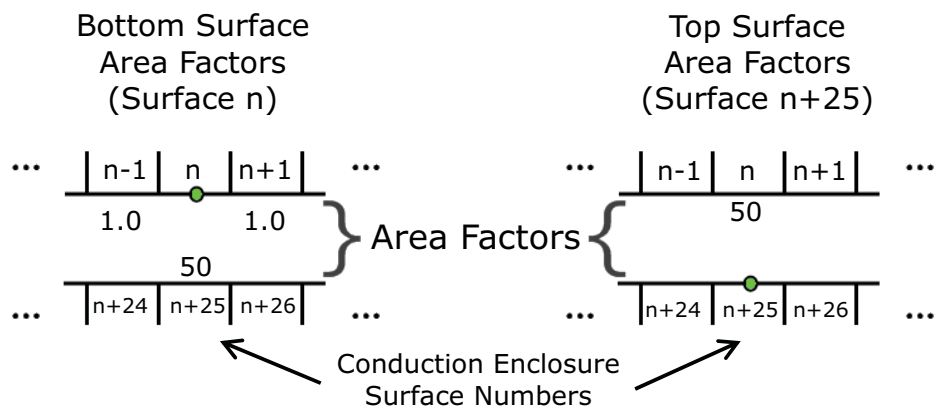 Bottom Surface
Area Factors
(Surface n)
Top Surface
Area Factors
(Surface n+25)
... n-1 n n+1 ...
... n-1 n n+1 ...
1.0 1.0
50
Area Factors
50
... n+24 n+25 n+26 ...
... n+24 n+25 n+26 ...
Conduction Enclosure
Surface Numbers